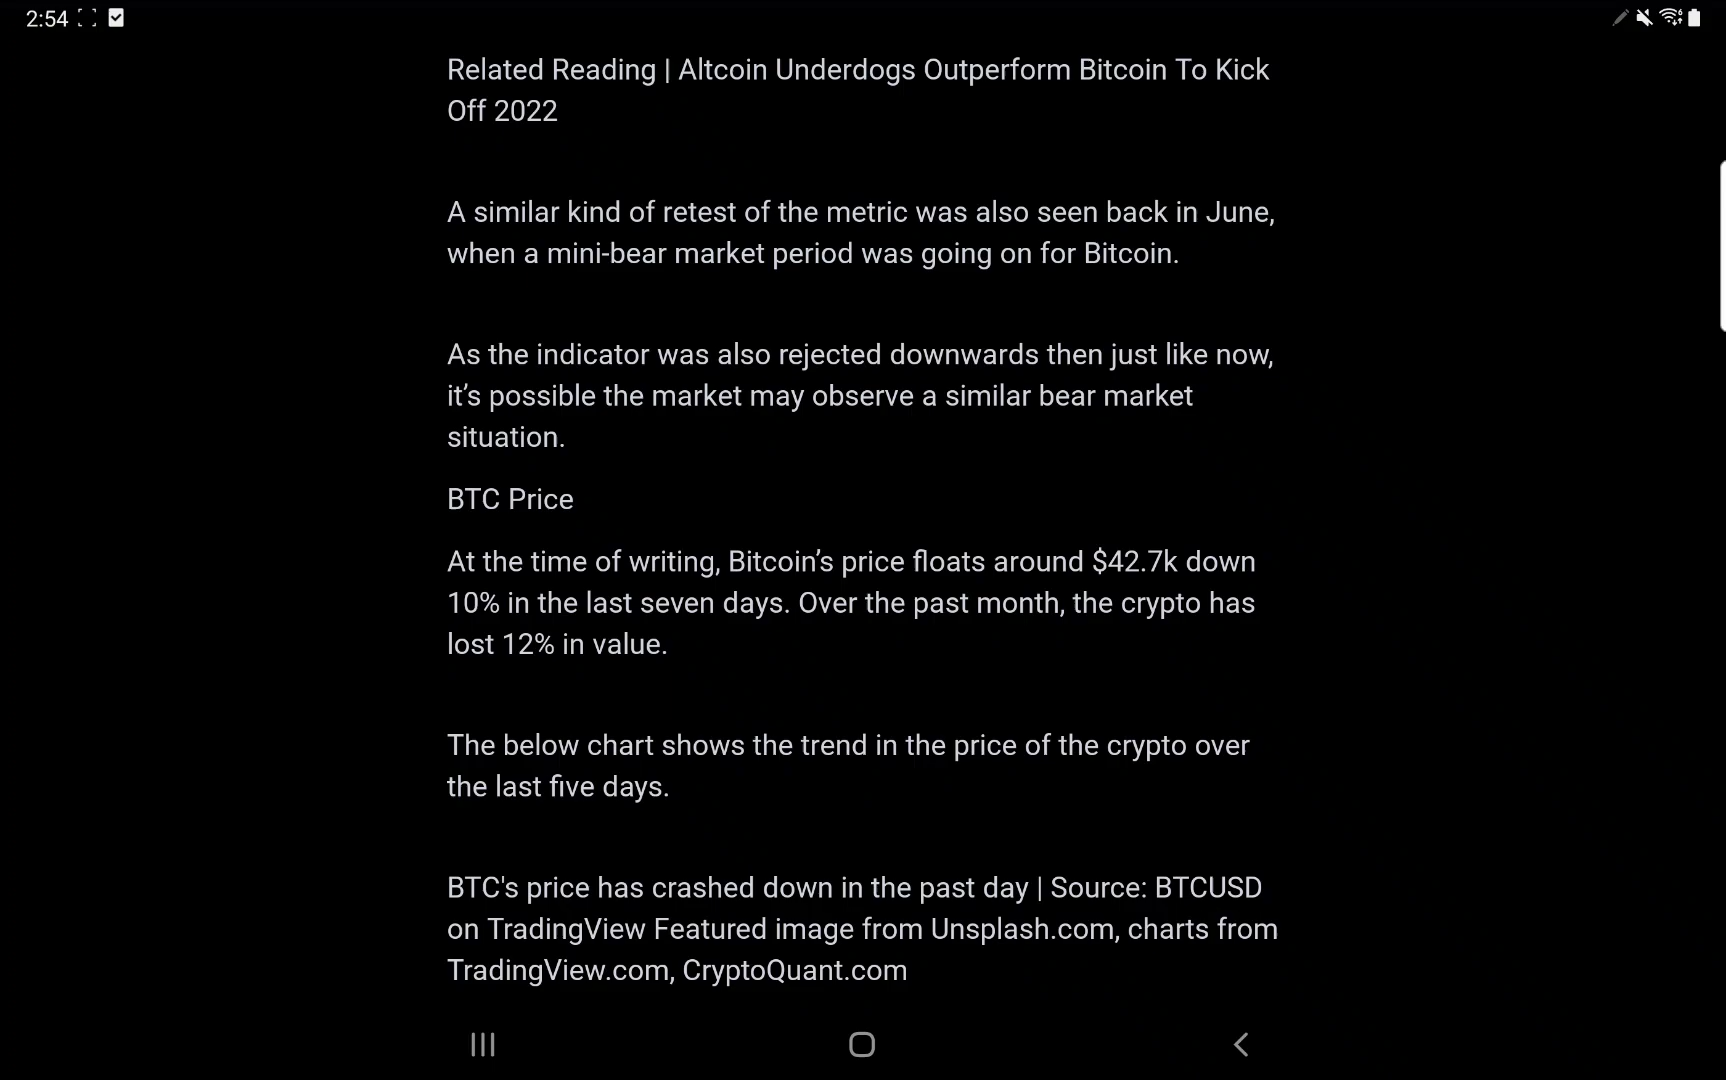 2:54
Related Reading | Altcoin Underdogs Outperform Bitcoin To Kick
Off 2022
A similar kind of retest of the metric was also seen back in June,
when a mini-bear market period was going on for Bitcoin.
As the indicator was also rejected downwards then just like now,
it’s possible the market may observe a similar bear market
situation.
BTC Price
At the time of writing, Bitcoin’s price floats around $42.7k down
10% in the last seven days. Over the past month, the crypto has
lost 12% in value.
The below chart shows the trend in the price of the crypto over
the last five days.
BTC's price has crashed down in the past day | Source: BTCUSD
on TradingView Featured image from Unsplash.com, charts from
TradingView.com, CryptoQuant.com